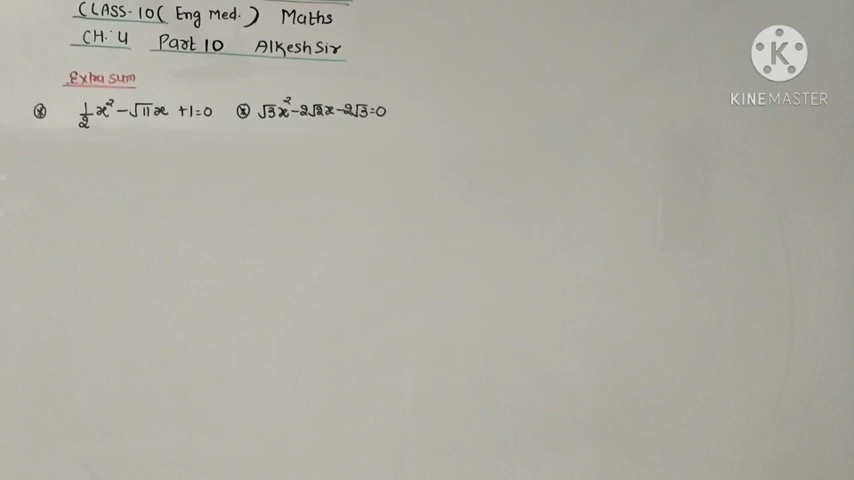 CLASS-10 (Eng Med.) Maths
CH:4 Part 10 Alkesh Sir
KINEMASTER
Extra sum
⊛ 1/2 x² - √11 x + 1 = 0 ⊛ √3 x² - 2√2 x - 2√3 = 0